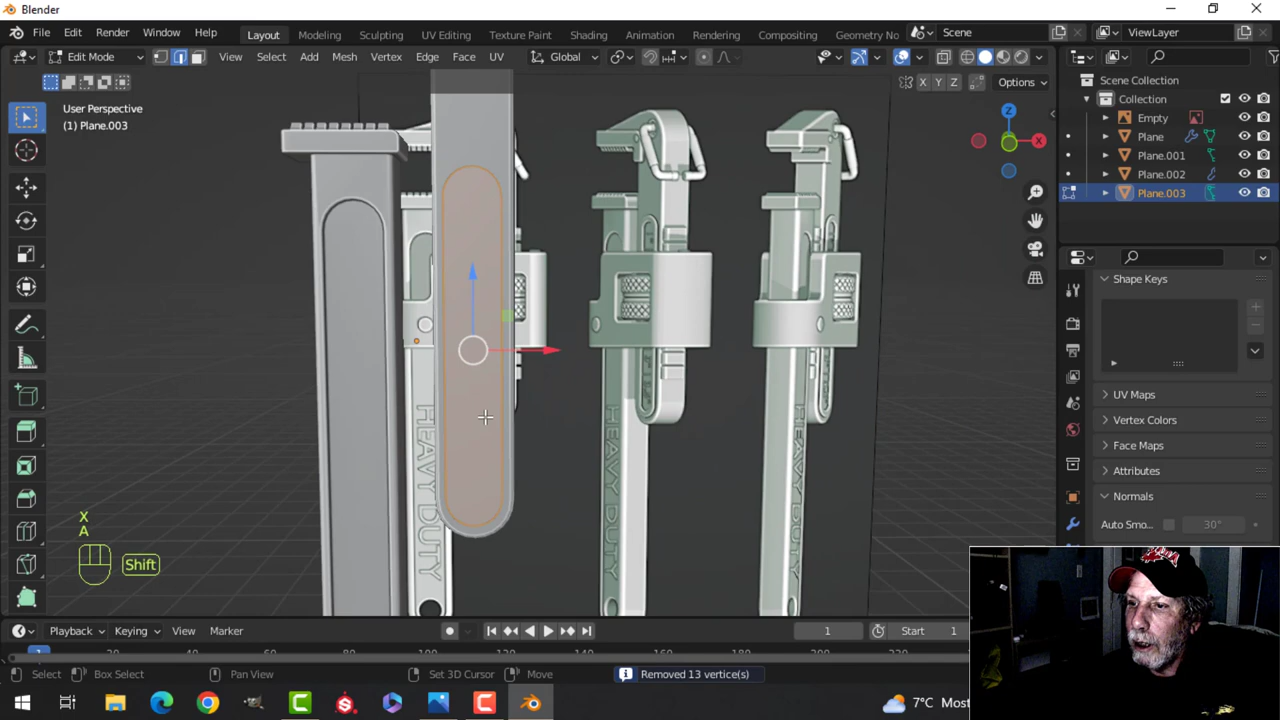 Blender
File Edit Render Window Help Layout Modeling Sculpting UV Editing Texture Paint Shading Animation Rendering Compositing Geometry No Scene ViewLayer
Edit Mode View Select Add Mesh Vertex Edge Face UV Global
X Y Z Options
User Perspective
(1) Plane.003
Scene Collection
Collection
Empty
Plane
Plane.001
Plane.002
Plane.003
Z
X
Shape Keys
UV Maps
Vertex Colors
Face Maps
Attributes
Normals
Auto Smo... 30°
HEAVY DUTY
HEAVY DUTY
HEAVY DUTY
X
A
Shift
Playback Keying View Marker 1 Start 1
Select Box Select Pan View Set 3D Cursor Move Removed 13 vertice(s)
7°C Most